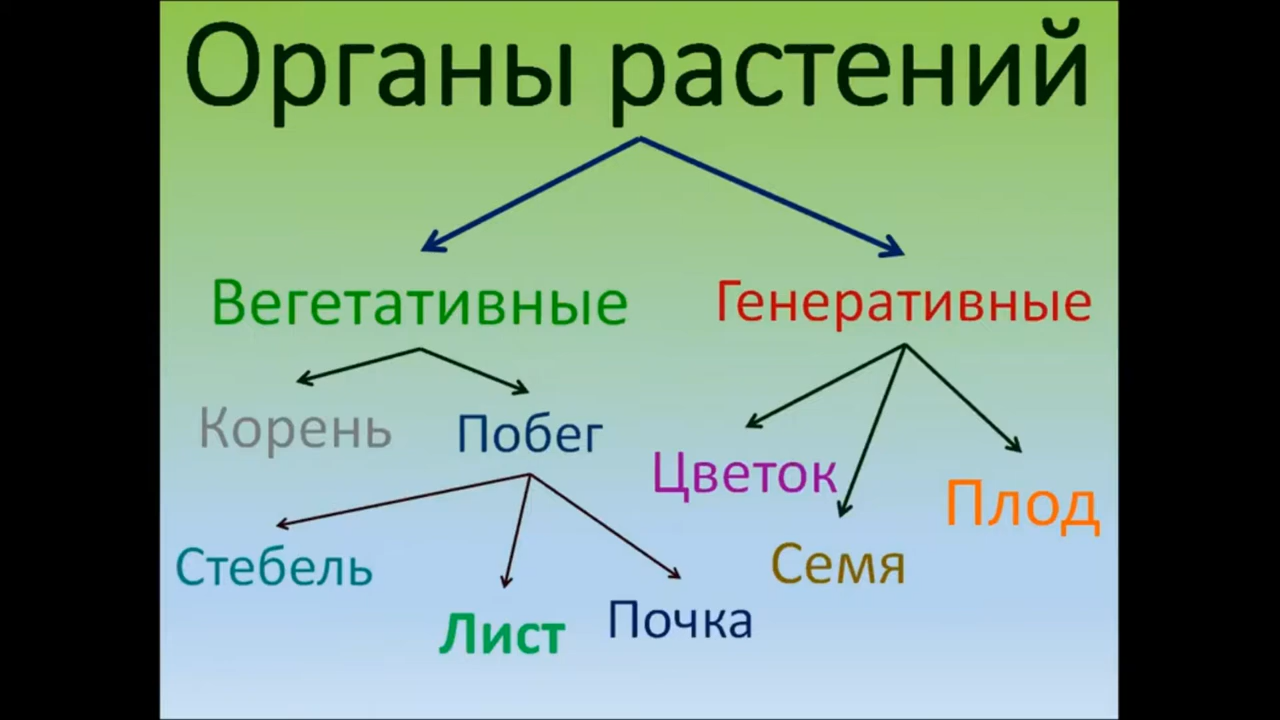 Органы растений
Вегетативные
Генеративные
Корень
Побег
Цветок
Плод
Стебель
Семя
Лист
Почка